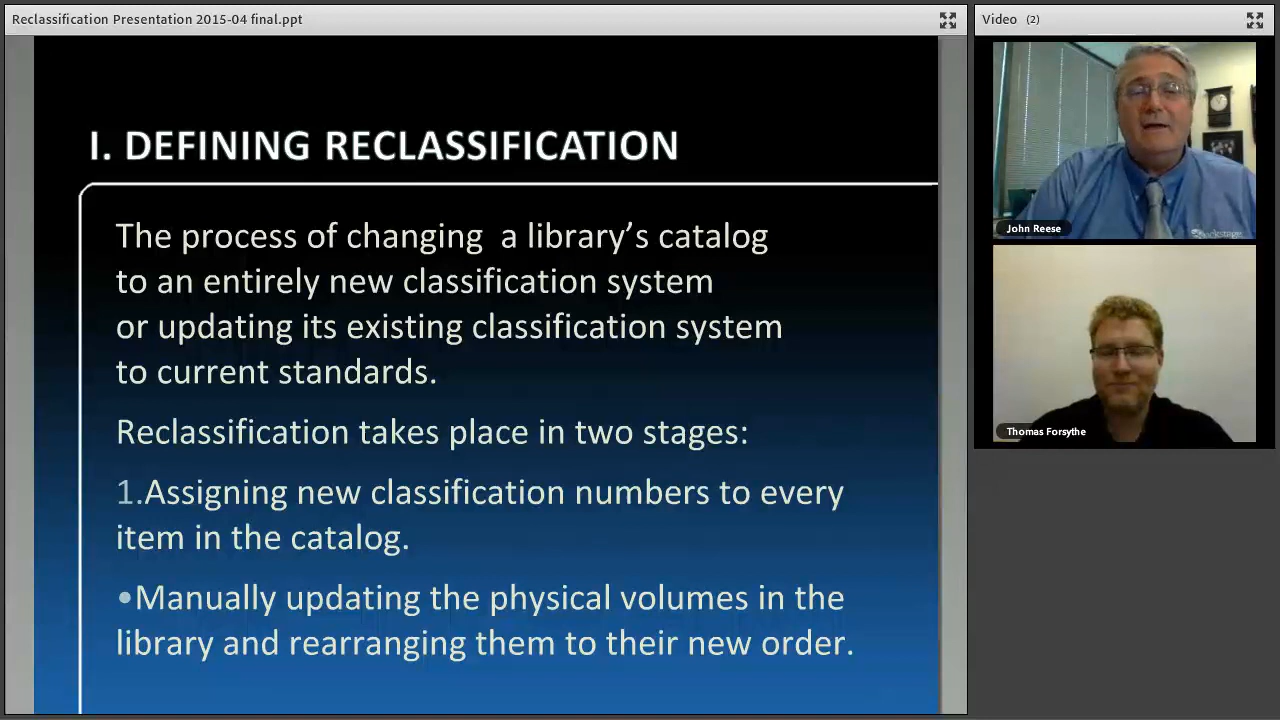 Reclassification Presentation 2015-04 final.ppt
I. DEFINING RECLASSIFICATION
The process of changing  a library’s catalog
to an entirely new classification system
or updating its existing classification system
to current standards.
Reclassification takes place in two stages:
1.Assigning new classification numbers to every
item in the catalog.
•Manually updating the physical volumes in the
library and rearranging them to their new order.
Video (2)
John Reese
Thomas Forsythe